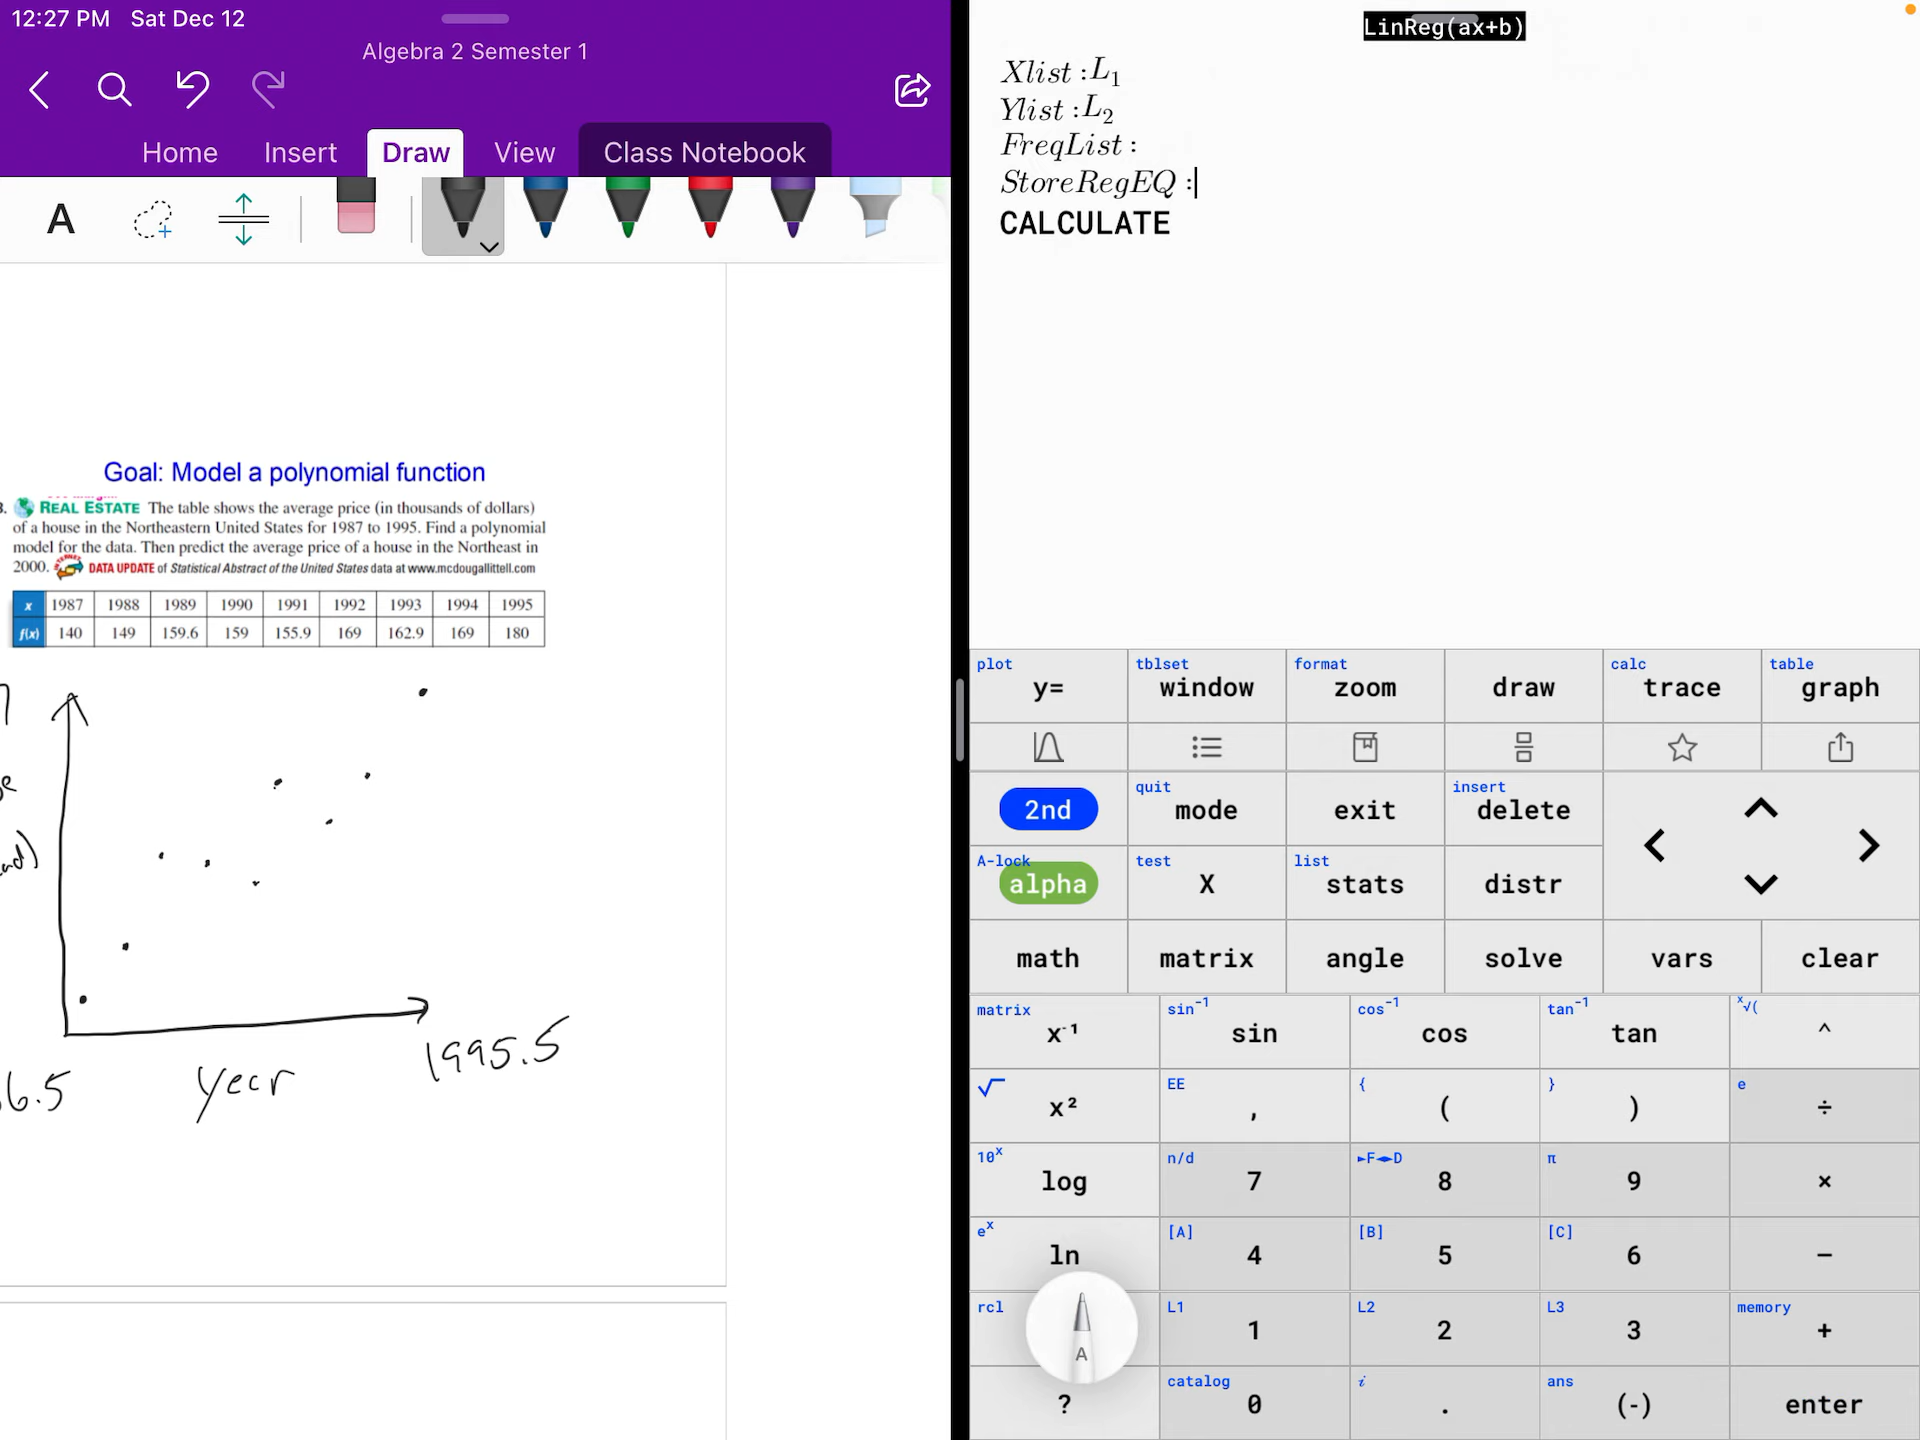 12:27 PM Sat Dec 12
Algebra 2 Semester 1
Home Insert Draw View Class Notebook
A
Goal: Model a polynomial function
REAL ESTATE The table shows the average price (in thousands of dollars)
of a house in the Northeastern United States for 1987 to 1995. Find a polynomial
model for the data. Then predict the average price of a house in the Northeast in
2000. DATA UPDATE of Statistical Abstract of the United States data at www.mcdougallittell.com
x 1987 1988 1989 1990 1991 1992 1993 1994 1995
f(x) 140 149 159.6 159 155.9 169 162.9 169 180
6.5 year 1995.5
LinReg(ax+b)
Xlist :L₁
Ylist :L₂
FreqList :
StoreRegEQ :
CALCULATE
plot tblset format calc table
y= window zoom draw trace graph
quit insert
2nd mode exit delete
A-lock test list
alpha X stats distr
math matrix angle solve vars clear
matrix sin⁻¹ cos⁻¹ tan⁻¹ ˣ√(
x⁻¹ sin cos tan ^
√ EE { } e
x² , ( ) ÷
10ˣ n/d ►F◄►D π
log 7 8 9 ×
eˣ [A] [B] [C]
ln 4 5 6 −
rcl L1 L2 L3 memory
A 1 2 3 +
catalog i ans
? 0 . (-) enter